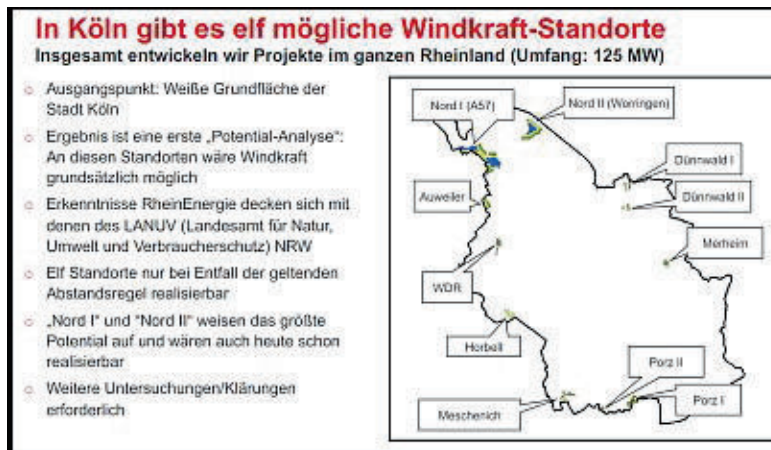 In Köln gibt es elf mögliche Windkraft-Standorte
Insgesamt entwickeln wir Projekte im ganzen Rheinland (Umfang: 125 MW)
Ausgangspunkt: Weiße Grundfläche der
Stadt Köln
Ergebnis ist eine erste „Potential-Analyse“:
An diesen Standorten wäre Windkraft
grundsätzlich möglich
Erkenntnisse RheinEnergie decken sich mit
denen des LANUV (Landesamt für Natur,
Umwelt und Verbraucherschutz) NRW
Elf Standorte nur bei Entfall der geltenden
Abstandsregel realisierbar
„Nord I“ und "Nord II" weisen das größte
Potential auf und wären auch heute schon
realisierbar
Weitere Untersuchungen/Klärungen
erforderlich
Nord I (A57)
Nord II (Worringen)
Dünnwald I
Dünnwald II
Auweiler
Merheim
WDR
Horbell
Porz II
Porz I
Meschenich